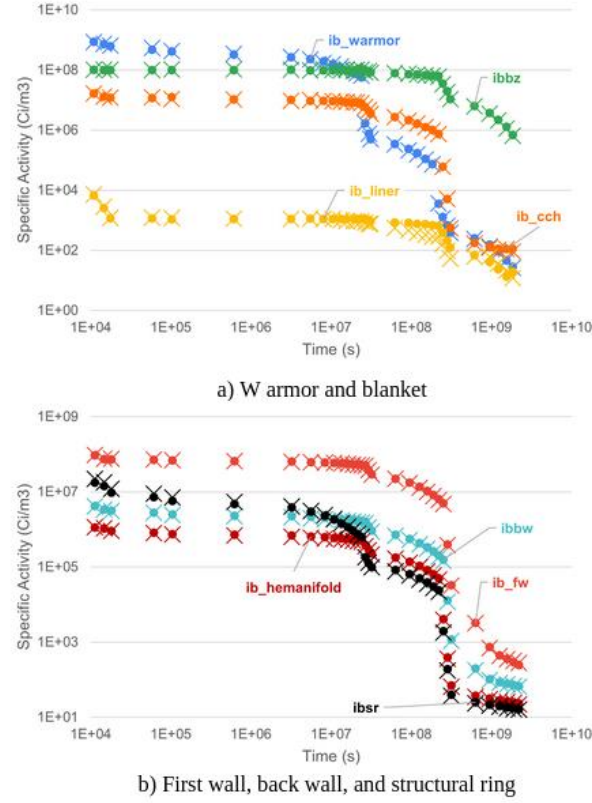 1E+10
1E+08
1E+06
1E+04
1E+02
1E+00
Specific Activity (Ci/m3)
ib_warmor
ibbz
ib_liner
ib_cch
1E+04 1E+05 1E+06 1E+07 1E+08 1E+09 1E+10
Time (s)
a) W armor and blanket
1E+09
1E+07
1E+05
1E+03
1E+01
Specific Activity (Ci/m3)
ibbw
ib_hemanifold
ib_fw
ibsr
1E+04 1E+05 1E+06 1E+07 1E+08 1E+09 1E+10
Time (s)
b) First wall, back wall, and structural ring